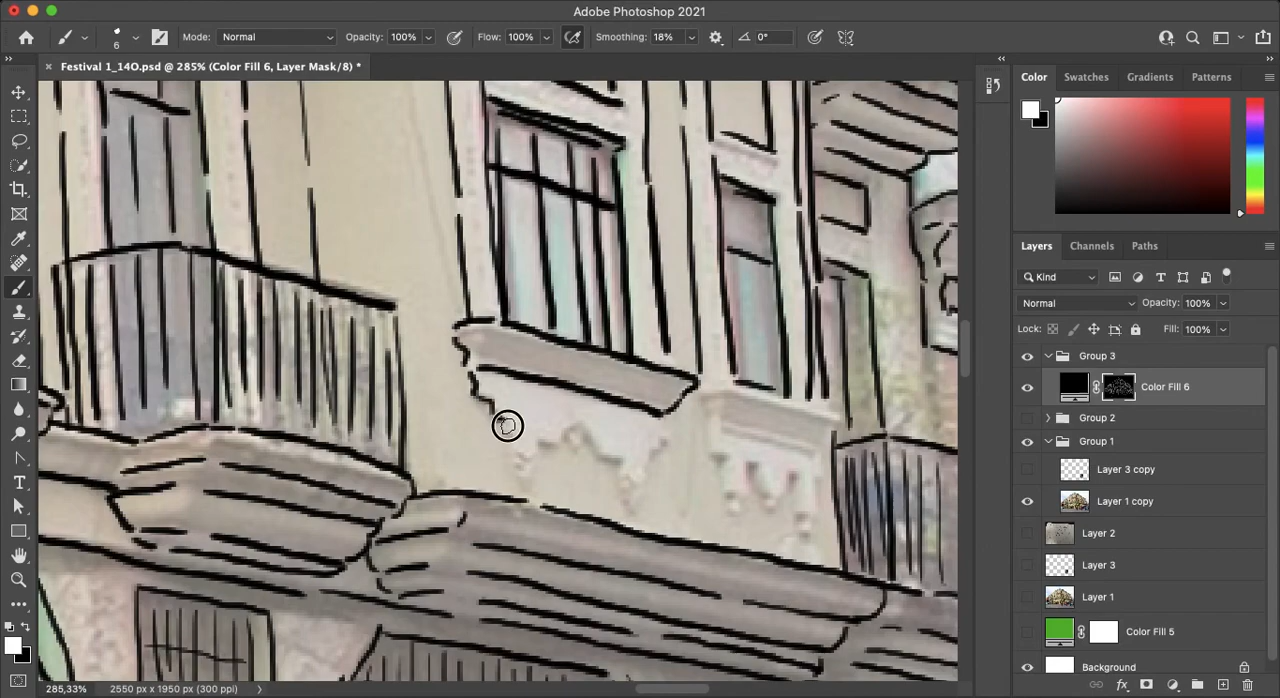 Adobe Photoshop 2021
6
Mode: Normal
Opacity: 100%
Flow: 100%
Smoothing: 18%
0°
Festival 1_14O.psd @ 285% (Color Fill 6, Layer Mask/8) *
Color Swatches Gradients Patterns
Layers Channels Paths
Kind
Normal Opacity: 100%
Lock: Fill: 100%
Group 3
Color Fill 6
Group 2
Group 1
Layer 3 copy
Layer 1 copy
Layer 2
Layer 3
Layer 1
Color Fill 5
Background
fx
285,33% 2550 px x 1950 px (300 ppi)